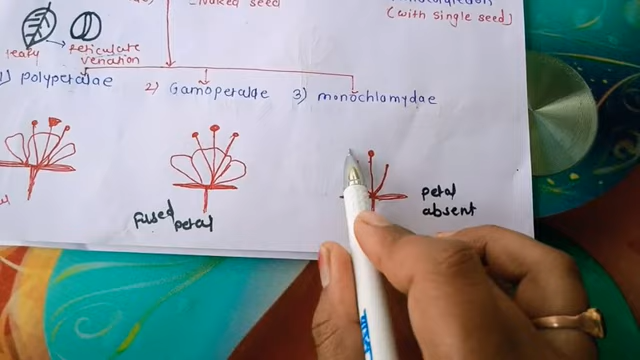 Naked seed
(with single seed)
leafy
reticulate
venation
1) Polypetalae
2) Gamopetalae
3) monochlamydae
Fused
petal
petal
absent